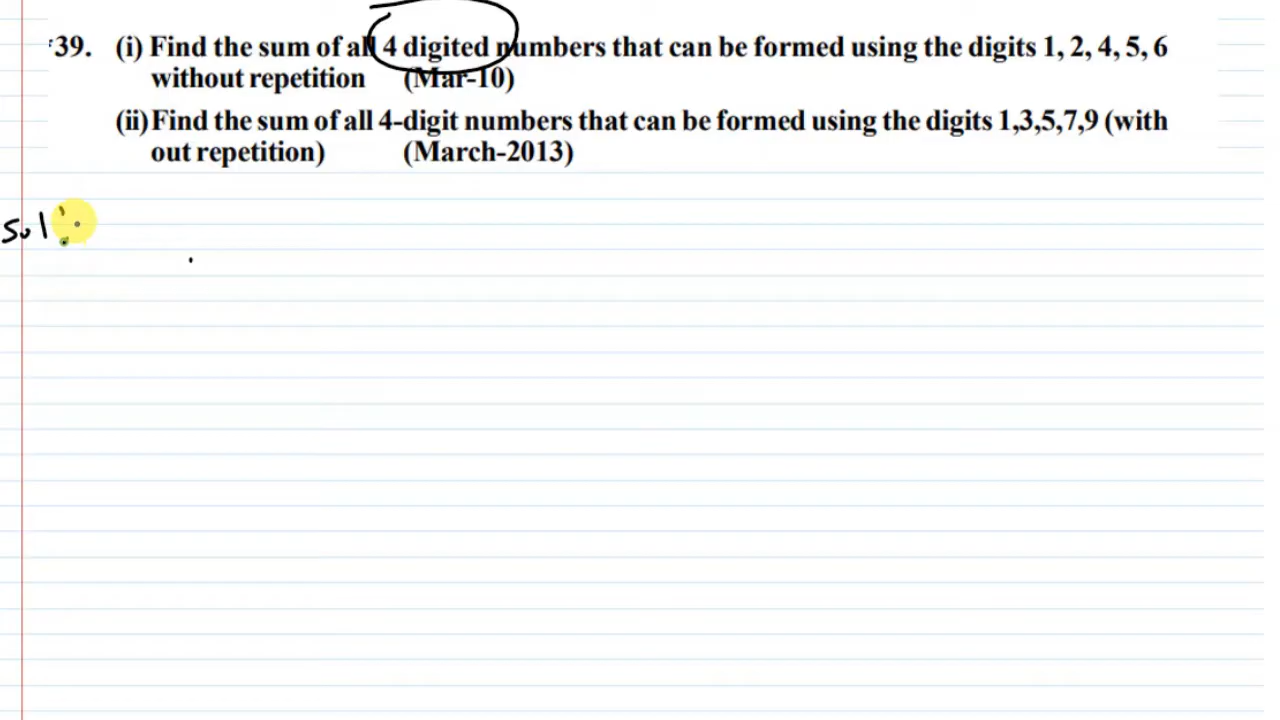 39. (i) Find the sum of all 4 digited numbers that can be formed using the digits 1, 2, 4, 5, 6
without repetition (Mar-10)
(ii) Find the sum of all 4-digit numbers that can be formed using the digits 1,3,5,7,9 (with
out repetition) (March-2013)
Sol: